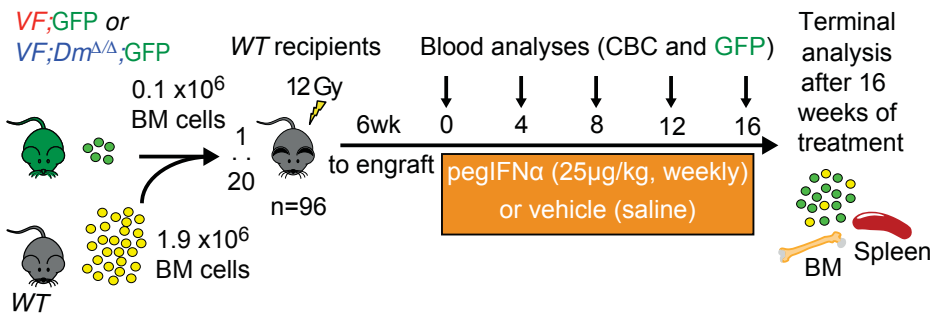 VF;GFP or
VF;Dm^Δ/Δ;GFP
0.1 x10⁶
BM cells
1.9 x10⁶
BM cells
WT
WT recipients
12 Gy
1
..
20
n=96
6wk
to engraft
Blood analyses (CBC and GFP)
0 4 8 12 16
pegIFNα (25µg/kg, weekly)
or vehicle (saline)
Terminal
analysis
after 16
weeks of
treatment
BM
Spleen